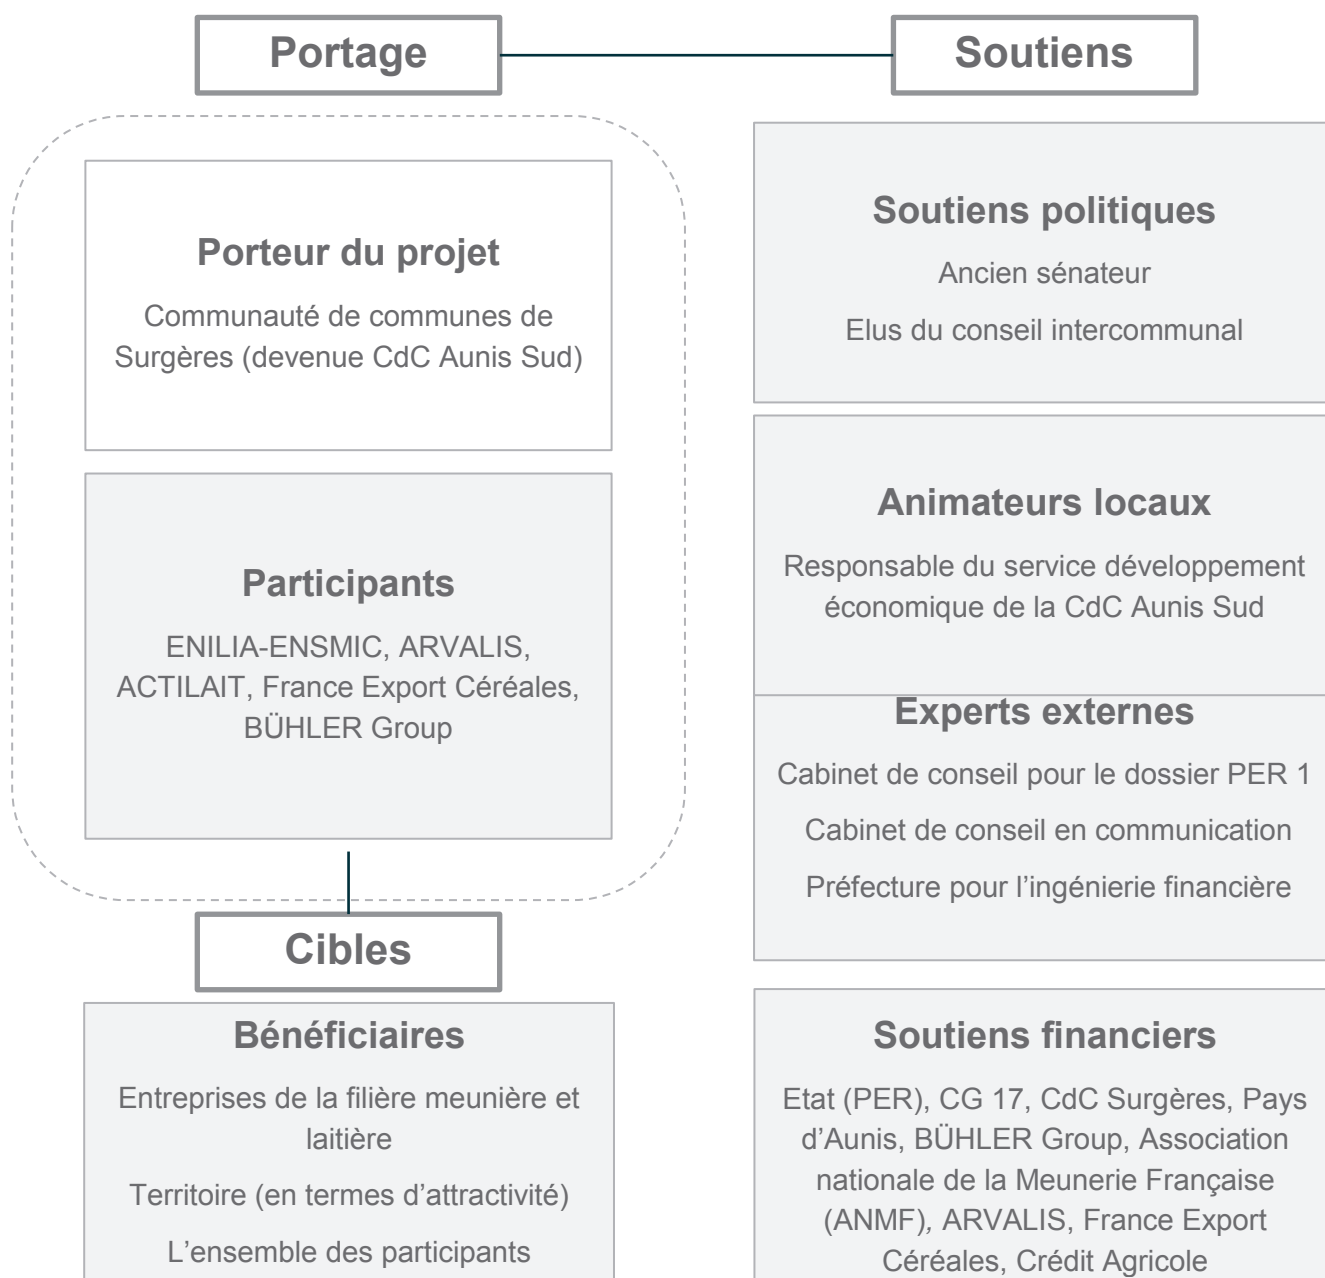 Portage
Soutiens
Porteur du projet
Communauté de communes de
Surgères (devenue CdC Aunis Sud)
Participants
ENILIA-ENSMIC, ARVALIS,
ACTILAIT, France Export Céréales,
BÜHLER Group
Cibles
Bénéficiaires
Entreprises de la filière meunière et
laitière
Territoire (en termes d’attractivité)
L’ensemble des participants
Soutiens politiques
Ancien sénateur
Elus du conseil intercommunal
Animateurs locaux
Responsable du service développement
économique de la CdC Aunis Sud
Experts externes
Cabinet de conseil pour le dossier PER 1
Cabinet de conseil en communication
Préfecture pour l’ingénierie financière
Soutiens financiers
Etat (PER), CG 17, CdC Surgères, Pays
d’Aunis, BÜHLER Group, Association
nationale de la Meunerie Française
(ANMF), ARVALIS, France Export
Céréales, Crédit Agricole